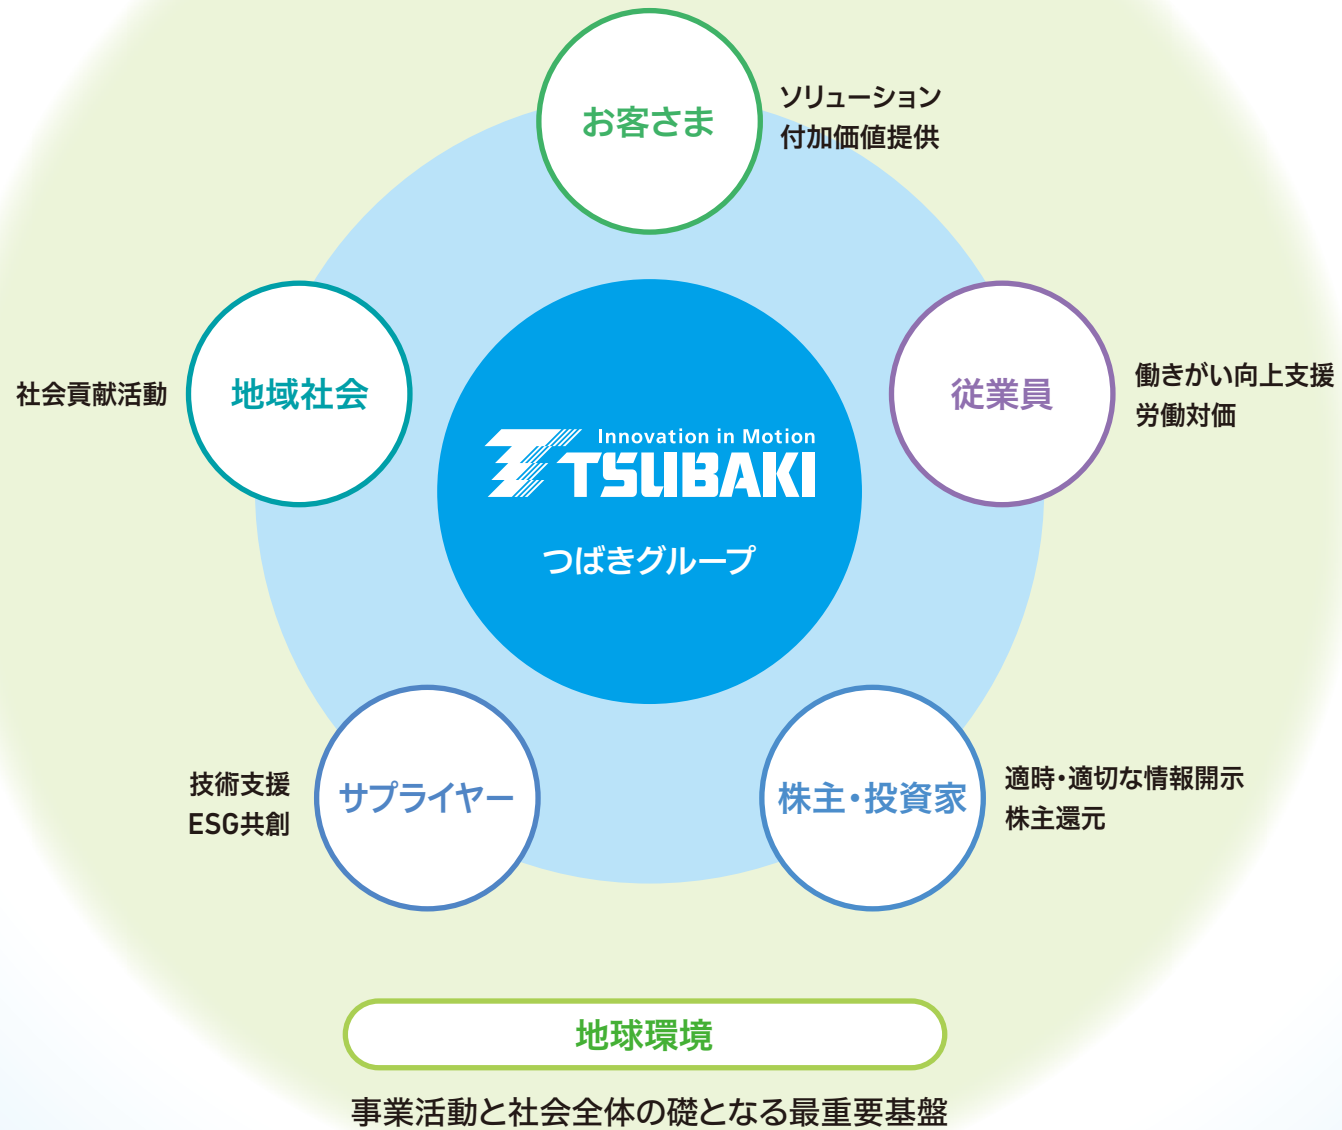 お客さま
ソリューション
付加価値提供
地域社会
社会貢献活動
従業員
働きがい向上支援
労働対価
Innovation in Motion
TSUBAKI
つばきグループ
サプライヤー
技術支援
ESG共創
株主・投資家
適時・適切な情報開示
株主還元
地球環境
事業活動と社会全体の礎となる最重要基盤